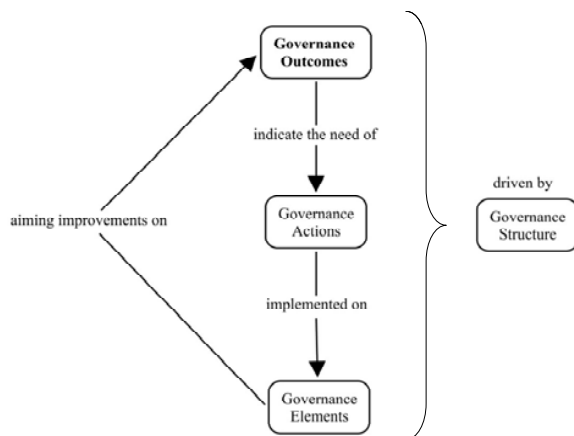 Governance
Outcomes
indicate the need of
driven by
aiming improvements on
Governance
Actions
Governance
Structure
implemented on
Governance
Elements